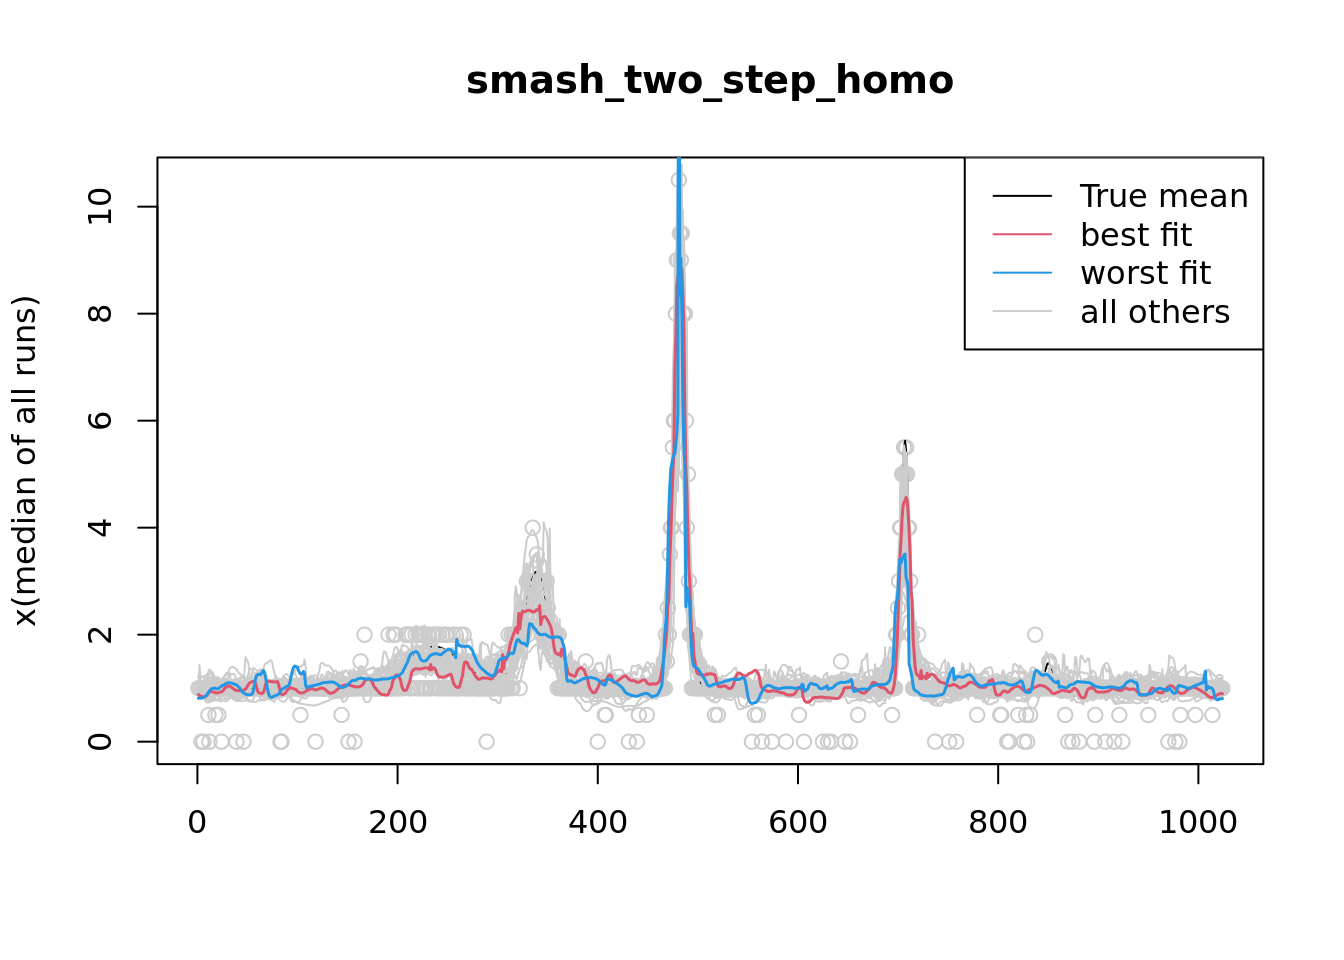 smash_two_step_homo
True mean
best fit
worst fit
all others
x(median of all runs)
10
8
6
4
2
0
0 200 400 600 800 1000